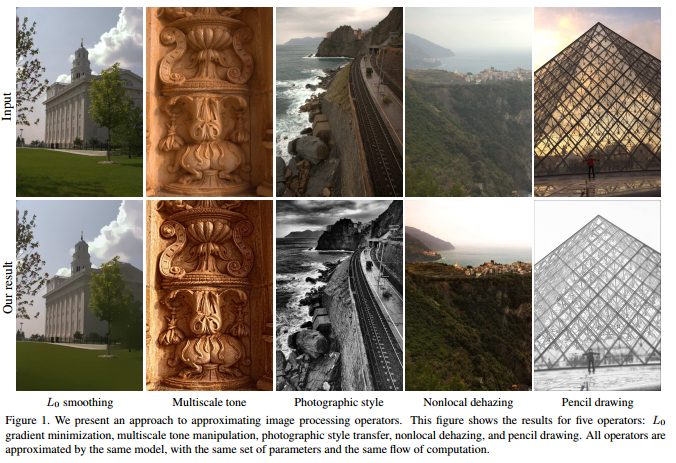 Input
Our result
L0 smoothing
Multiscale tone
Photographic style
Nonlocal dehazing
Pencil drawing
Figure 1. We present an approach to approximating image processing operators. This figure shows the results for five operators: L0
gradient minimization, multiscale tone manipulation, photographic style transfer, nonlocal dehazing, and pencil drawing. All operators are
approximated by the same model, with the same set of parameters and the same flow of computation.